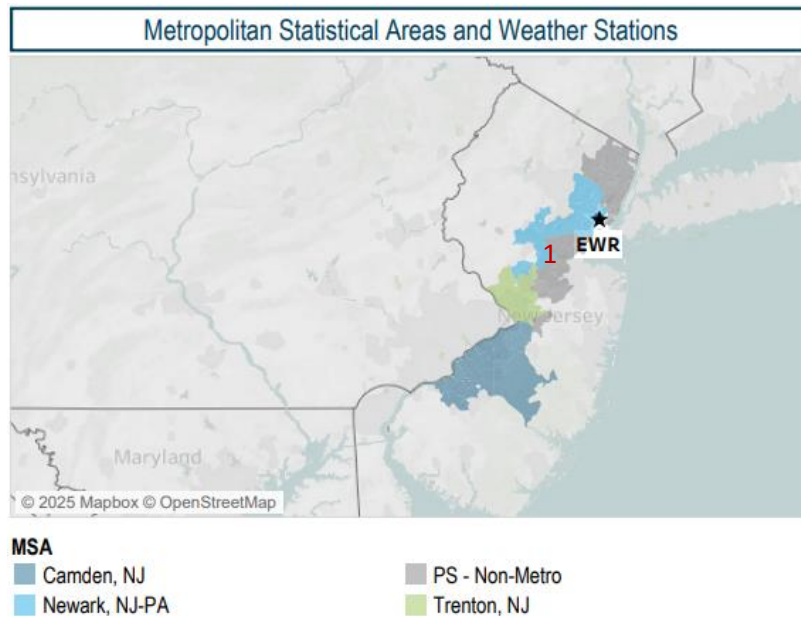 Metropolitan Statistical Areas and Weather Stations
nsylvania
EWR
1
New Jersey
Maryland
© 2025 Mapbox © OpenStreetMap
MSA
Camden, NJ
PS - Non-Metro
Newark, NJ-PA
Trenton, NJ